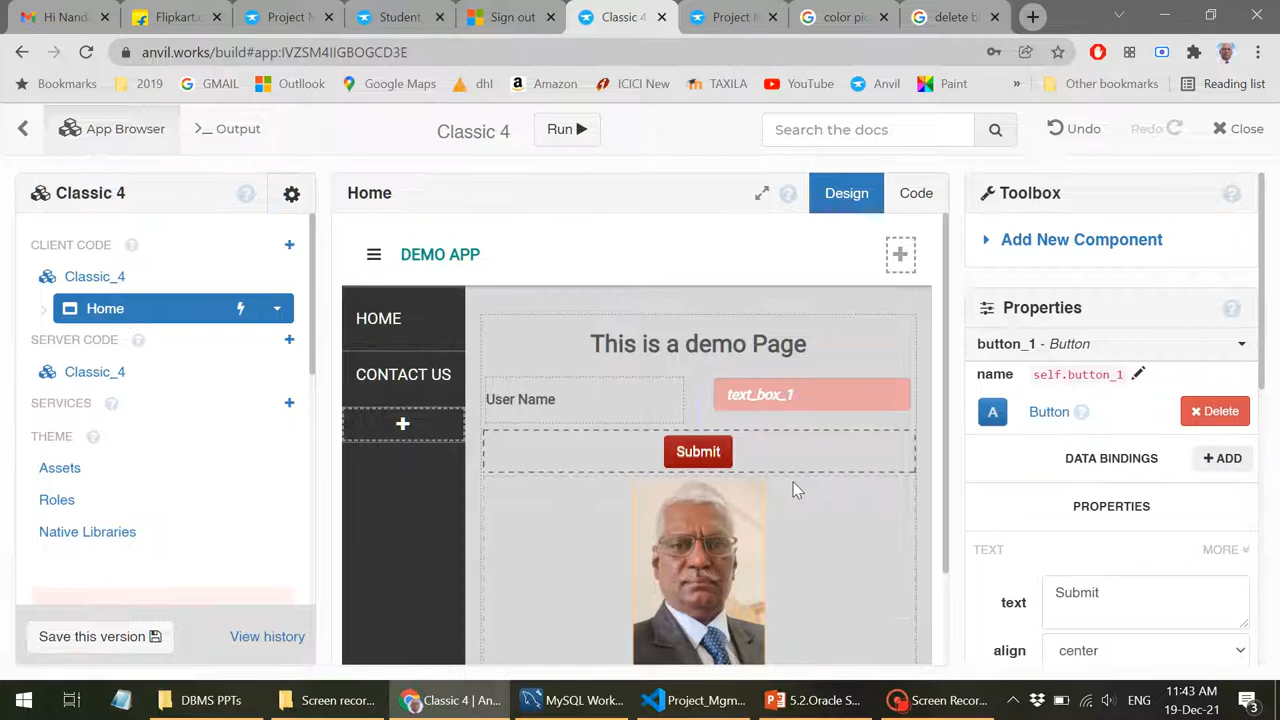 Hi Nand
Flipkart.c
Project M
Student_
Sign out
Classic 4
Project M
color pic
delete b
anvil.works/build#app:IVZSM4IIGBOGCD3E
Bookmarks
2019
GMAIL
Outllook
Google Maps
dhl
Amazon
ICICI New
TAXILA
YouTube
Anvil
Paint
»
Other bookmarks
Reading list
App Browser
>_ Output
Classic 4
Run
Search the docs
Undo
Redo
Close
Classic 4
CLIENT CODE
Classic_4
Home
SERVER CODE
Classic_4
SERVICES
THEME
Assets
Roles
Native Libraries
Save this version
View history
Home
Design
Code
DEMO APP
HOME
CONTACT US
This is a demo Page
User Name
text_box_1
Submit
Toolbox
Add New Component
Properties
button_1 - Button
name self.button_1
A Button
Delete
DATA BINDINGS
+ ADD
PROPERTIES
TEXT
MORE
text
Submit
align
center
DBMS PPTs
Screen recor...
Classic 4 | An...
MySQL Work...
Project_Mgm...
5.2.Oracle S...
Screen Recor...
ENG
11:43 AM
19-Dec-21
3